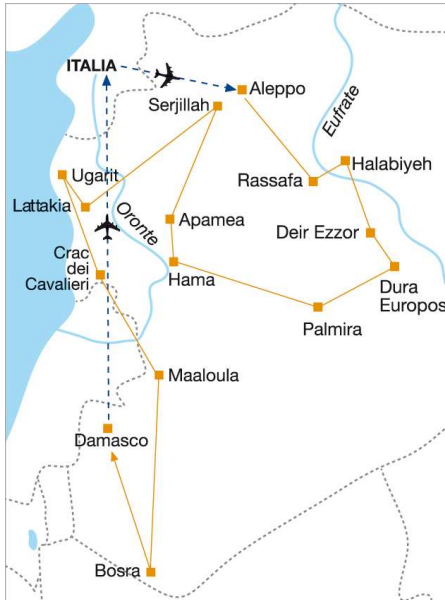 ITALIA
Aleppo
Serjillah
Eufrate
Halabiyeh
Rassafa
Ugarit
Lattakia
Oronte
Apamea
Deir Ezzor
Crac
dei
Cavalieri
Hama
Dura
Europos
Palmira
Maaloula
Damasco
Bosra